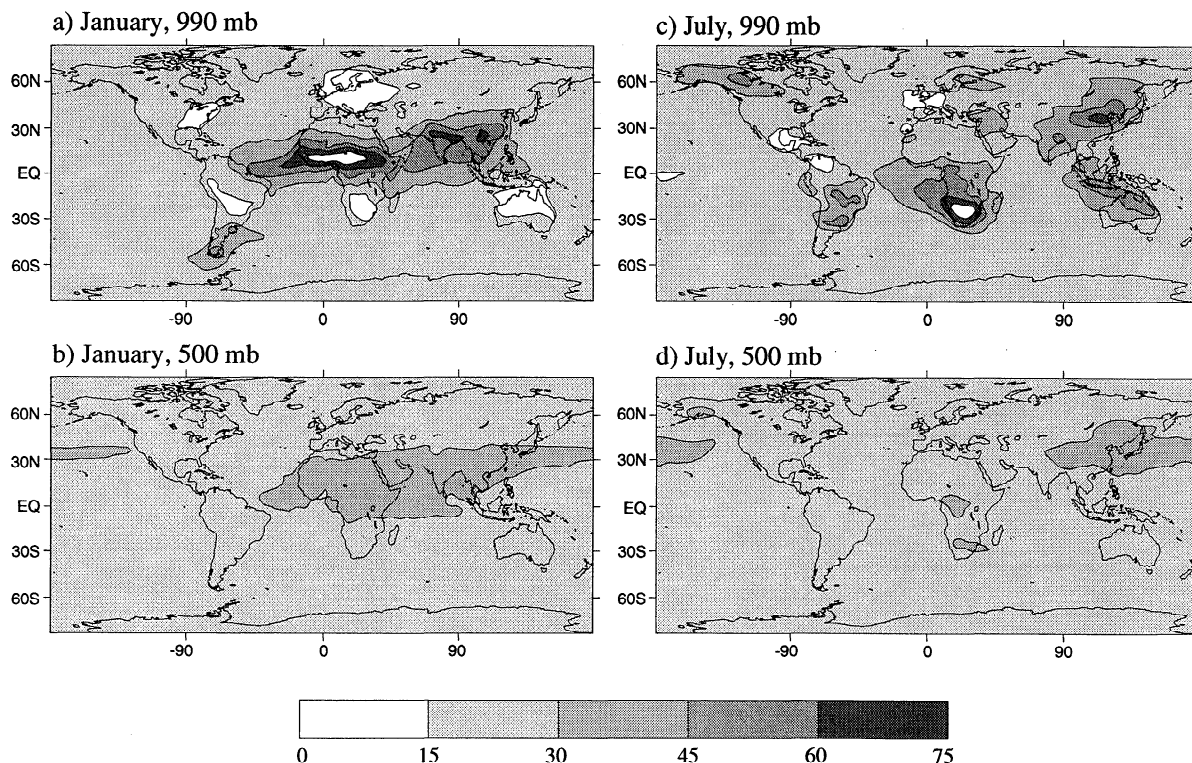 a) January, 990 mb
60N
30N
EQ
30S
60S
-90 0 90
c) July, 990 mb
60N
30N
EQ
30S
60S
-90 0 90
b) January, 500 mb
60N
30N
EQ
30S
60S
-90 0 90
d) July, 500 mb
60N
30N
EQ
30S
60S
-90 0 90
0 15 30 45 60 75